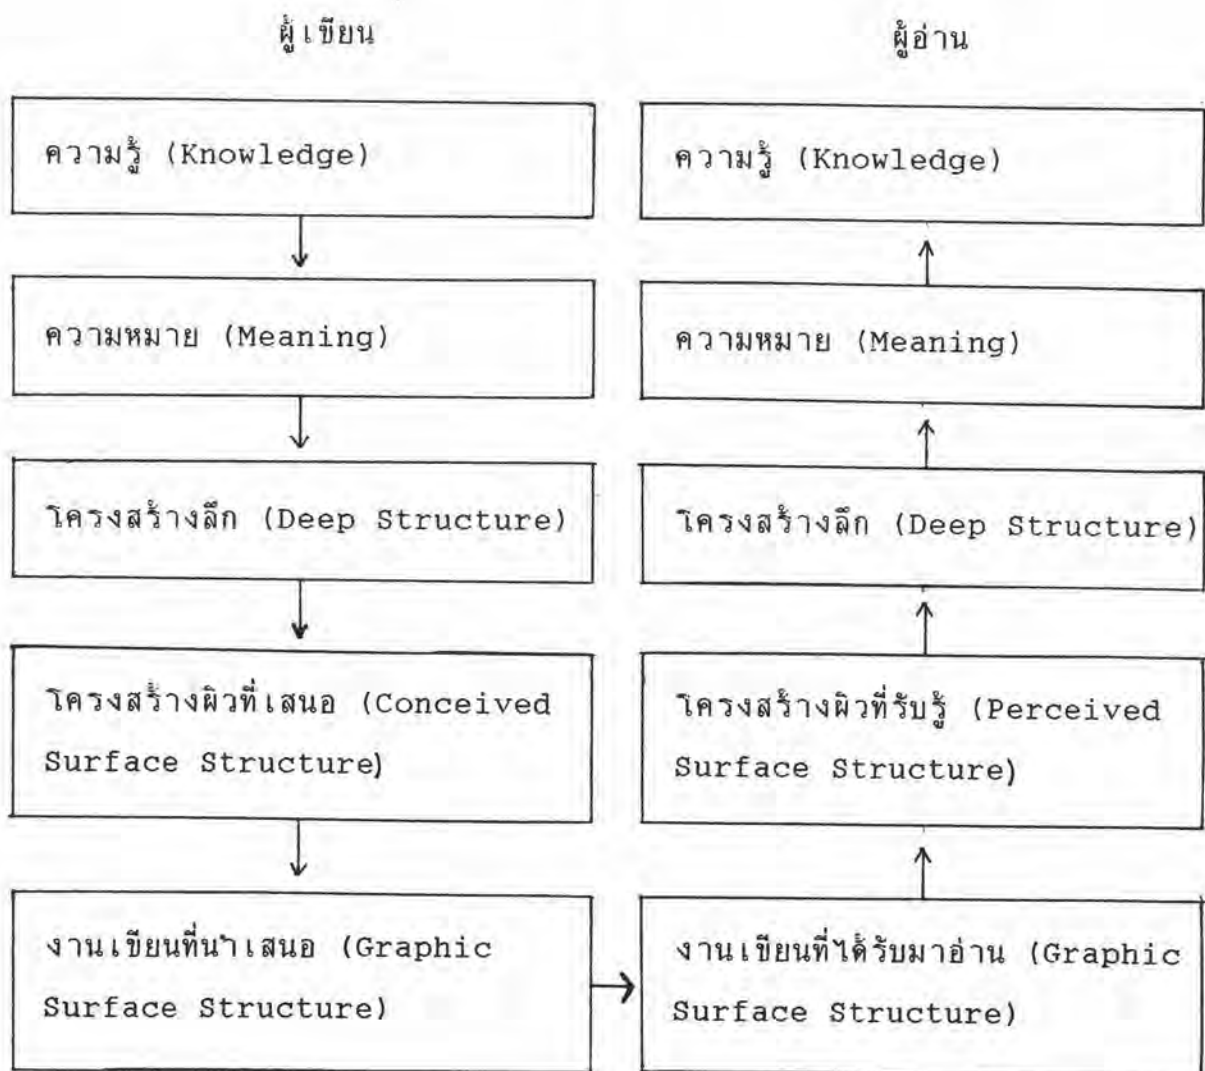 ผู้เขียน
ความรู้ (Knowledge)
ความหมาย (Meaning)
โครงสร้างลึก (Deep Structure)
โครงสร้างผิวที่เสนอ (Conceived
Surface Structure)
งานเขียนที่นำเสนอ (Graphic
Surface Structure)
ผู้อ่าน
ความรู้ (Knowledge)
ความหมาย (Meaning)
โครงสร้างลึก (Deep Structure)
โครงสร้างผิวที่รับรู้ (Perceived
Surface Structure)
งานเขียนที่ได้รับมาอ่าน (Graphic
Surface Structure)